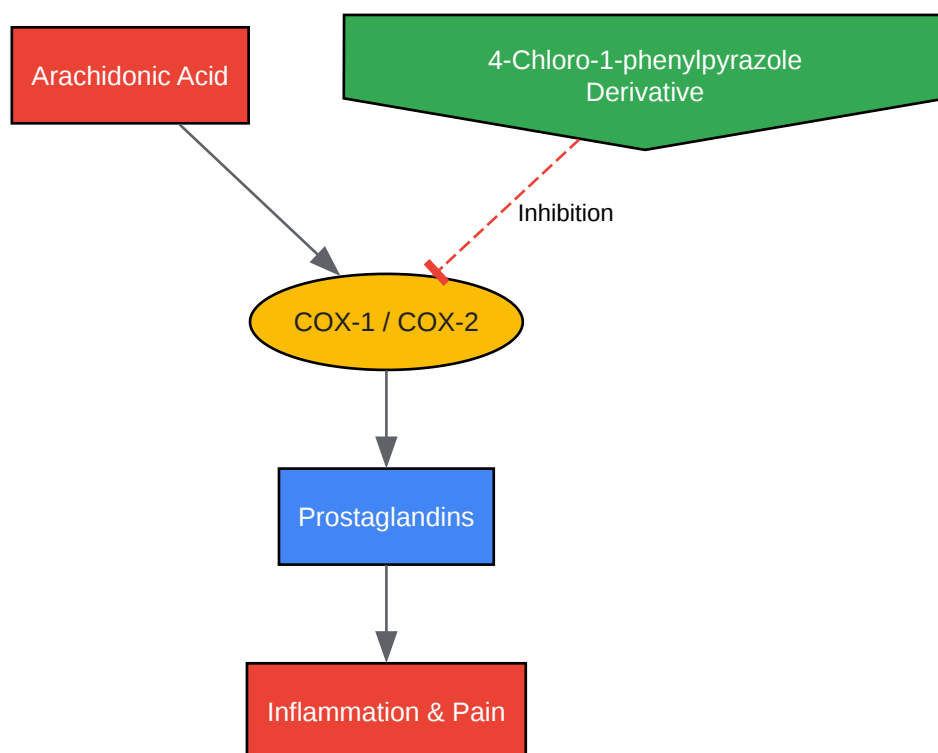 Arachidonic Acid
4-Chloro-1-phenylpyrazole
Derivative
Inhibition
COX-1 / COX-2
Prostaglandins
Inflammation & Pain